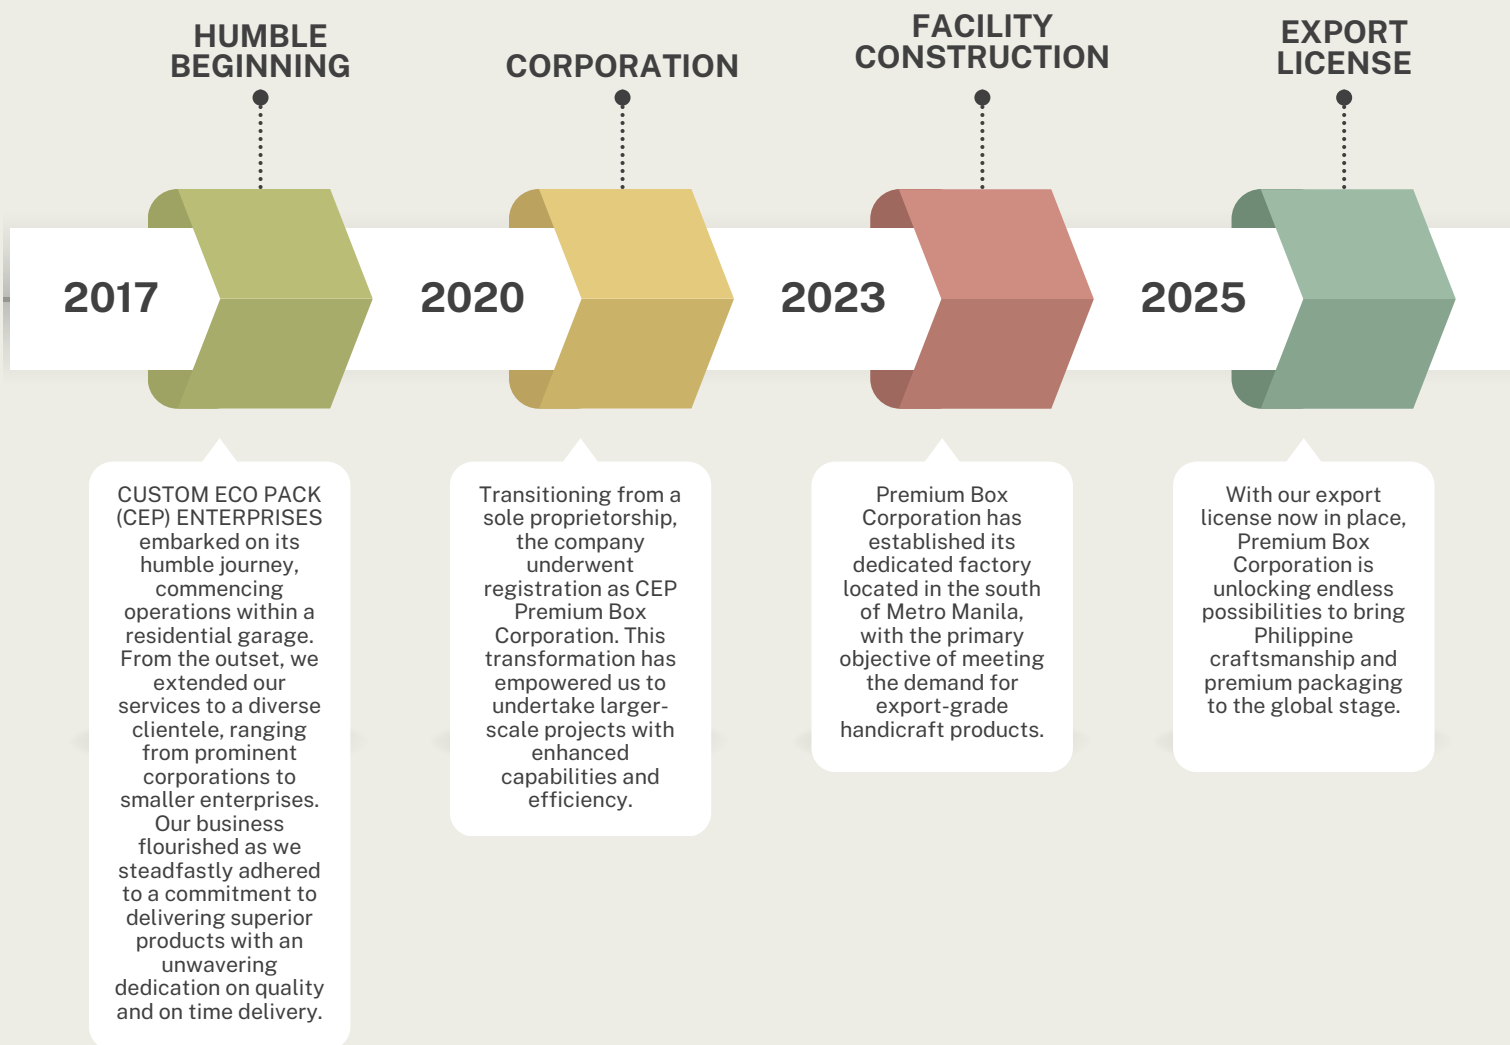 HUMBLE
BEGINNING
CORPORATION
FACILITY
CONSTRUCTION
EXPORT
LICENSE
2017
2020
2023
2025
CUSTOM ECO PACK
(CEP) ENTERPRISES
embarked on its
humble journey,
commencing
operations within a
residential garage.
From the outset, we
extended our
services to a diverse
clientele, ranging
from prominent
corporations to
smaller enterprises.
Our business
flourished as we
steadfastly adhered
to a commitment to
delivering superior
products with an
unwavering
dedication on quality
and on time delivery.
Transitioning from a
sole proprietorship,
the company
underwent
registration as CEP
Premium Box
Corporation. This
transformation has
empowered us to
undertake larger-
scale projects with
enhanced
capabilities and
efficiency.
Premium Box
Corporation has
established its
dedicated factory
located in the south
of Metro Manila,
with the primary
objective of meeting
the demand for
export-grade
handicraft products.
With our export
license now in place,
Premium Box
Corporation is
unlocking endless
possibilities to bring
Philippine
craftsmanship and
premium packaging
to the global stage.